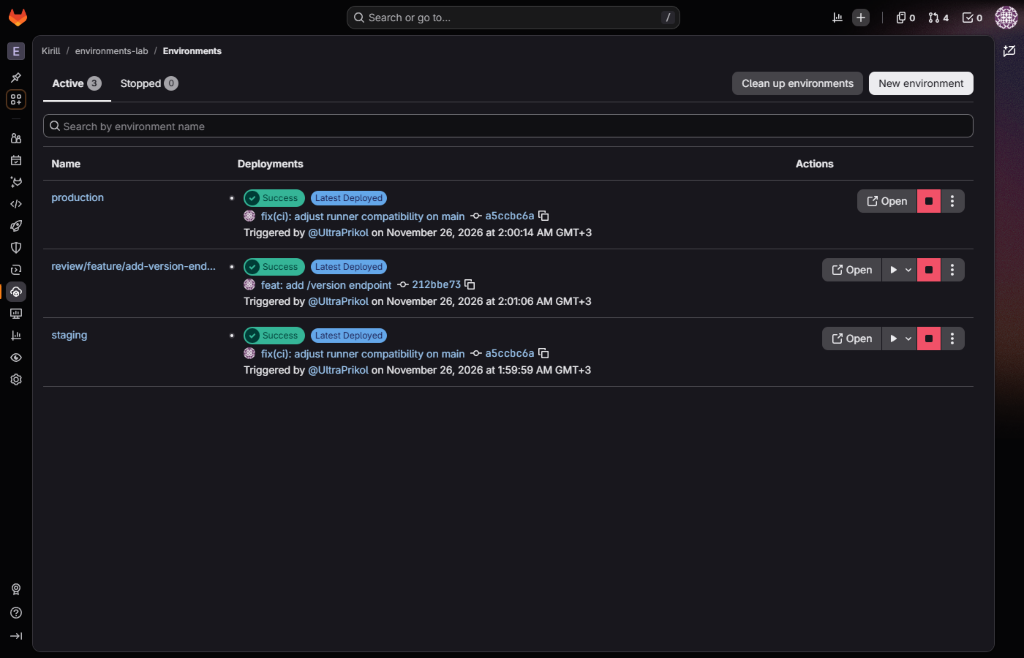 Search or go to... /
0 4 0
E
Kirill / environments-lab / Environments
Active 3 Stopped 0
Clean up environments New environment
Search by environment name
Name Deployments Actions
production
Success Latest Deployed
Open
fix(ci): adjust runner compatibility on main a5ccbc6a
Triggered by @UltraPrikol on November 26, 2026 at 2:00:14 AM GMT+3
review/feature/add-version-end...
Success Latest Deployed
Open
feat: add /version endpoint 212bbe73
Triggered by @UltraPrikol on November 26, 2026 at 2:01:06 AM GMT+3
staging
Success Latest Deployed
Open
fix(ci): adjust runner compatibility on main a5ccbc6a
Triggered by @UltraPrikol on November 26, 2026 at 1:59:59 AM GMT+3